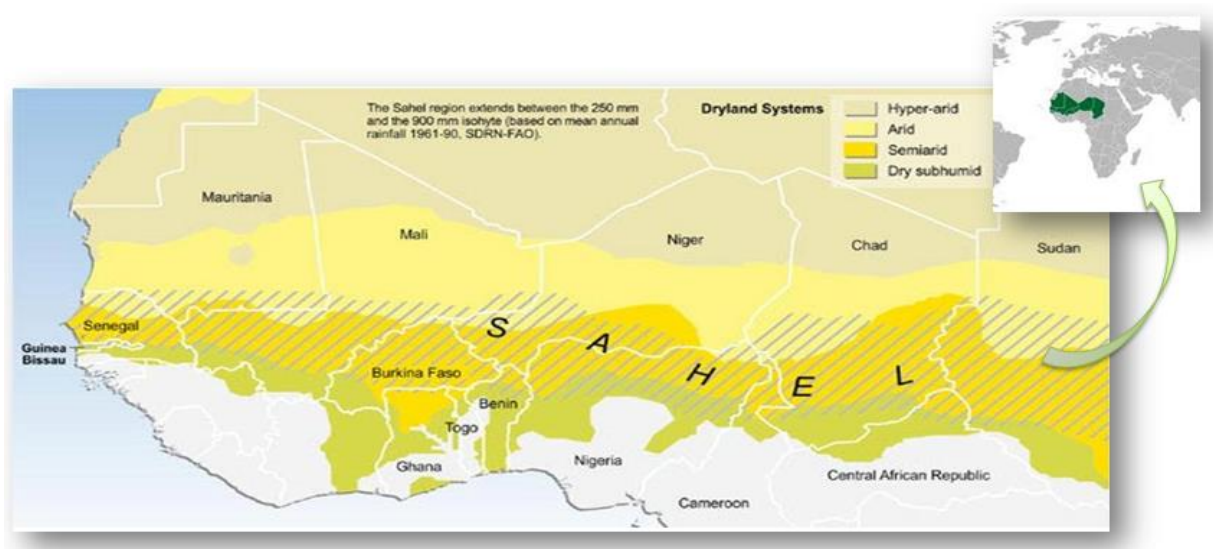 The Sahel region extends between the 250 mm
and the 900 mm isohyte (based on mean annual
rainfall 1961-90, SDRN-FAO).
Dryland Systems
Hyper-arid
Arid
Semiarid
Dry subhumid
Mauritania
Mali
Niger
Chad
Sudan
Senegal
Guinea
Bissau
SAHEL
Burkina Faso
Benin
Togo
Ghana
Nigeria
Cameroon
Central African Republic